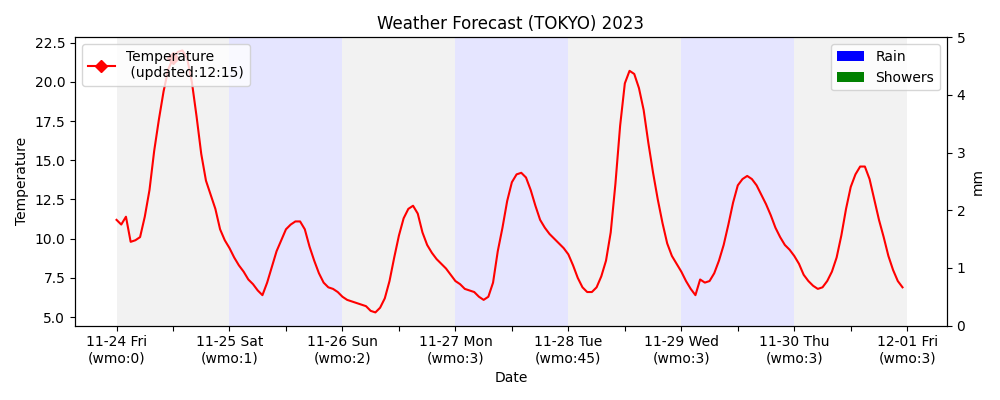 Weather Forecast (TOKYO) 2023
Temperature
(updated:12:15)
Rain
Showers
22.5
20.0
17.5
15.0
12.5
10.0
7.5
5.0
Temperature
5
4
3
2
1
0
mm
11-24 Fri
(wmo:0)
11-25 Sat
(wmo:1)
11-26 Sun
(wmo:2)
11-27 Mon
(wmo:3)
11-28 Tue
(wmo:45)
11-29 Wed
(wmo:3)
11-30 Thu
(wmo:3)
12-01 Fri
(wmo:3)
Date